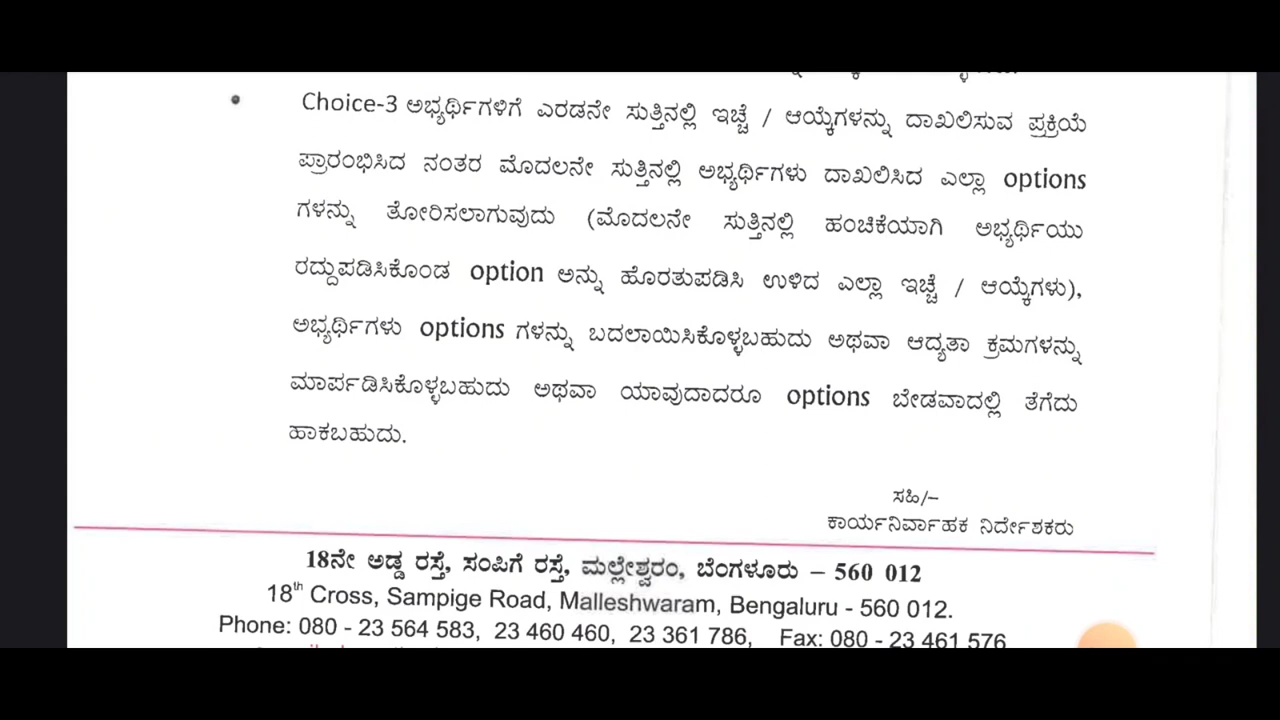 Choice-3 ಅಭ್ಯರ್ಥಿಗಳಿಗೆ ಎರಡನೇ ಸುತ್ತಿನಲ್ಲಿ ಇಚ್ಛೆ / ಆಯ್ಕೆಗಳನ್ನು ದಾಖಲಿಸುವ ಪ್ರಕ್ರಿಯೆ
ಪ್ರಾರಂಭಿಸಿದ ನಂತರ ಮೊದಲನೇ ಸುತ್ತಿನಲ್ಲಿ ಅಭ್ಯರ್ಥಿಗಳು ದಾಖಲಿಸಿದ ಎಲ್ಲಾ options
ಗಳನ್ನು ತೋರಿಸಲಾಗುವುದು (ಮೊದಲನೇ ಸುತ್ತಿನಲ್ಲಿ ಹಂಚಿಕೆಯಾಗಿ ಅಭ್ಯರ್ಥಿಯು
ರದ್ದುಪಡಿಸಿಕೊಂಡ option ಅನ್ನು ಹೊರತುಪಡಿಸಿ ಉಳಿದ ಎಲ್ಲಾ ಇಚ್ಛೆ / ಆಯ್ಕೆಗಳು),
ಅಭ್ಯರ್ಥಿಗಳು options ಗಳನ್ನು ಬದಲಾಯಿಸಿಕೊಳ್ಳಬಹುದು ಅಥವಾ ಆದ್ಯತಾ ಕ್ರಮಗಳನ್ನು
ಮಾರ್ಪಡಿಸಿಕೊಳ್ಳಬಹುದು ಅಥವಾ ಯಾವುದಾದರೂ options ಬೇಡವಾದಲ್ಲಿ ತೆಗೆದು
ಹಾಕಬಹುದು.
ಸಹಿ/–
ಕಾರ್ಯನಿರ್ವಾಹಕ ನಿರ್ದೇಶಕರು
18ನೇ ಅಡ್ಡ ರಸ್ತೆ, ಸಂಪಿಗೆ ರಸ್ತೆ, ಮಲ್ಲೇಶ್ವರಂ, ಬೆಂಗಳೂರು – 560 012
18th Cross, Sampige Road, Malleshwaram, Bengaluru - 560 012.
Phone: 080 - 23 564 583, 23 460 460, 23 361 786, Fax: 080 - 23 461 576